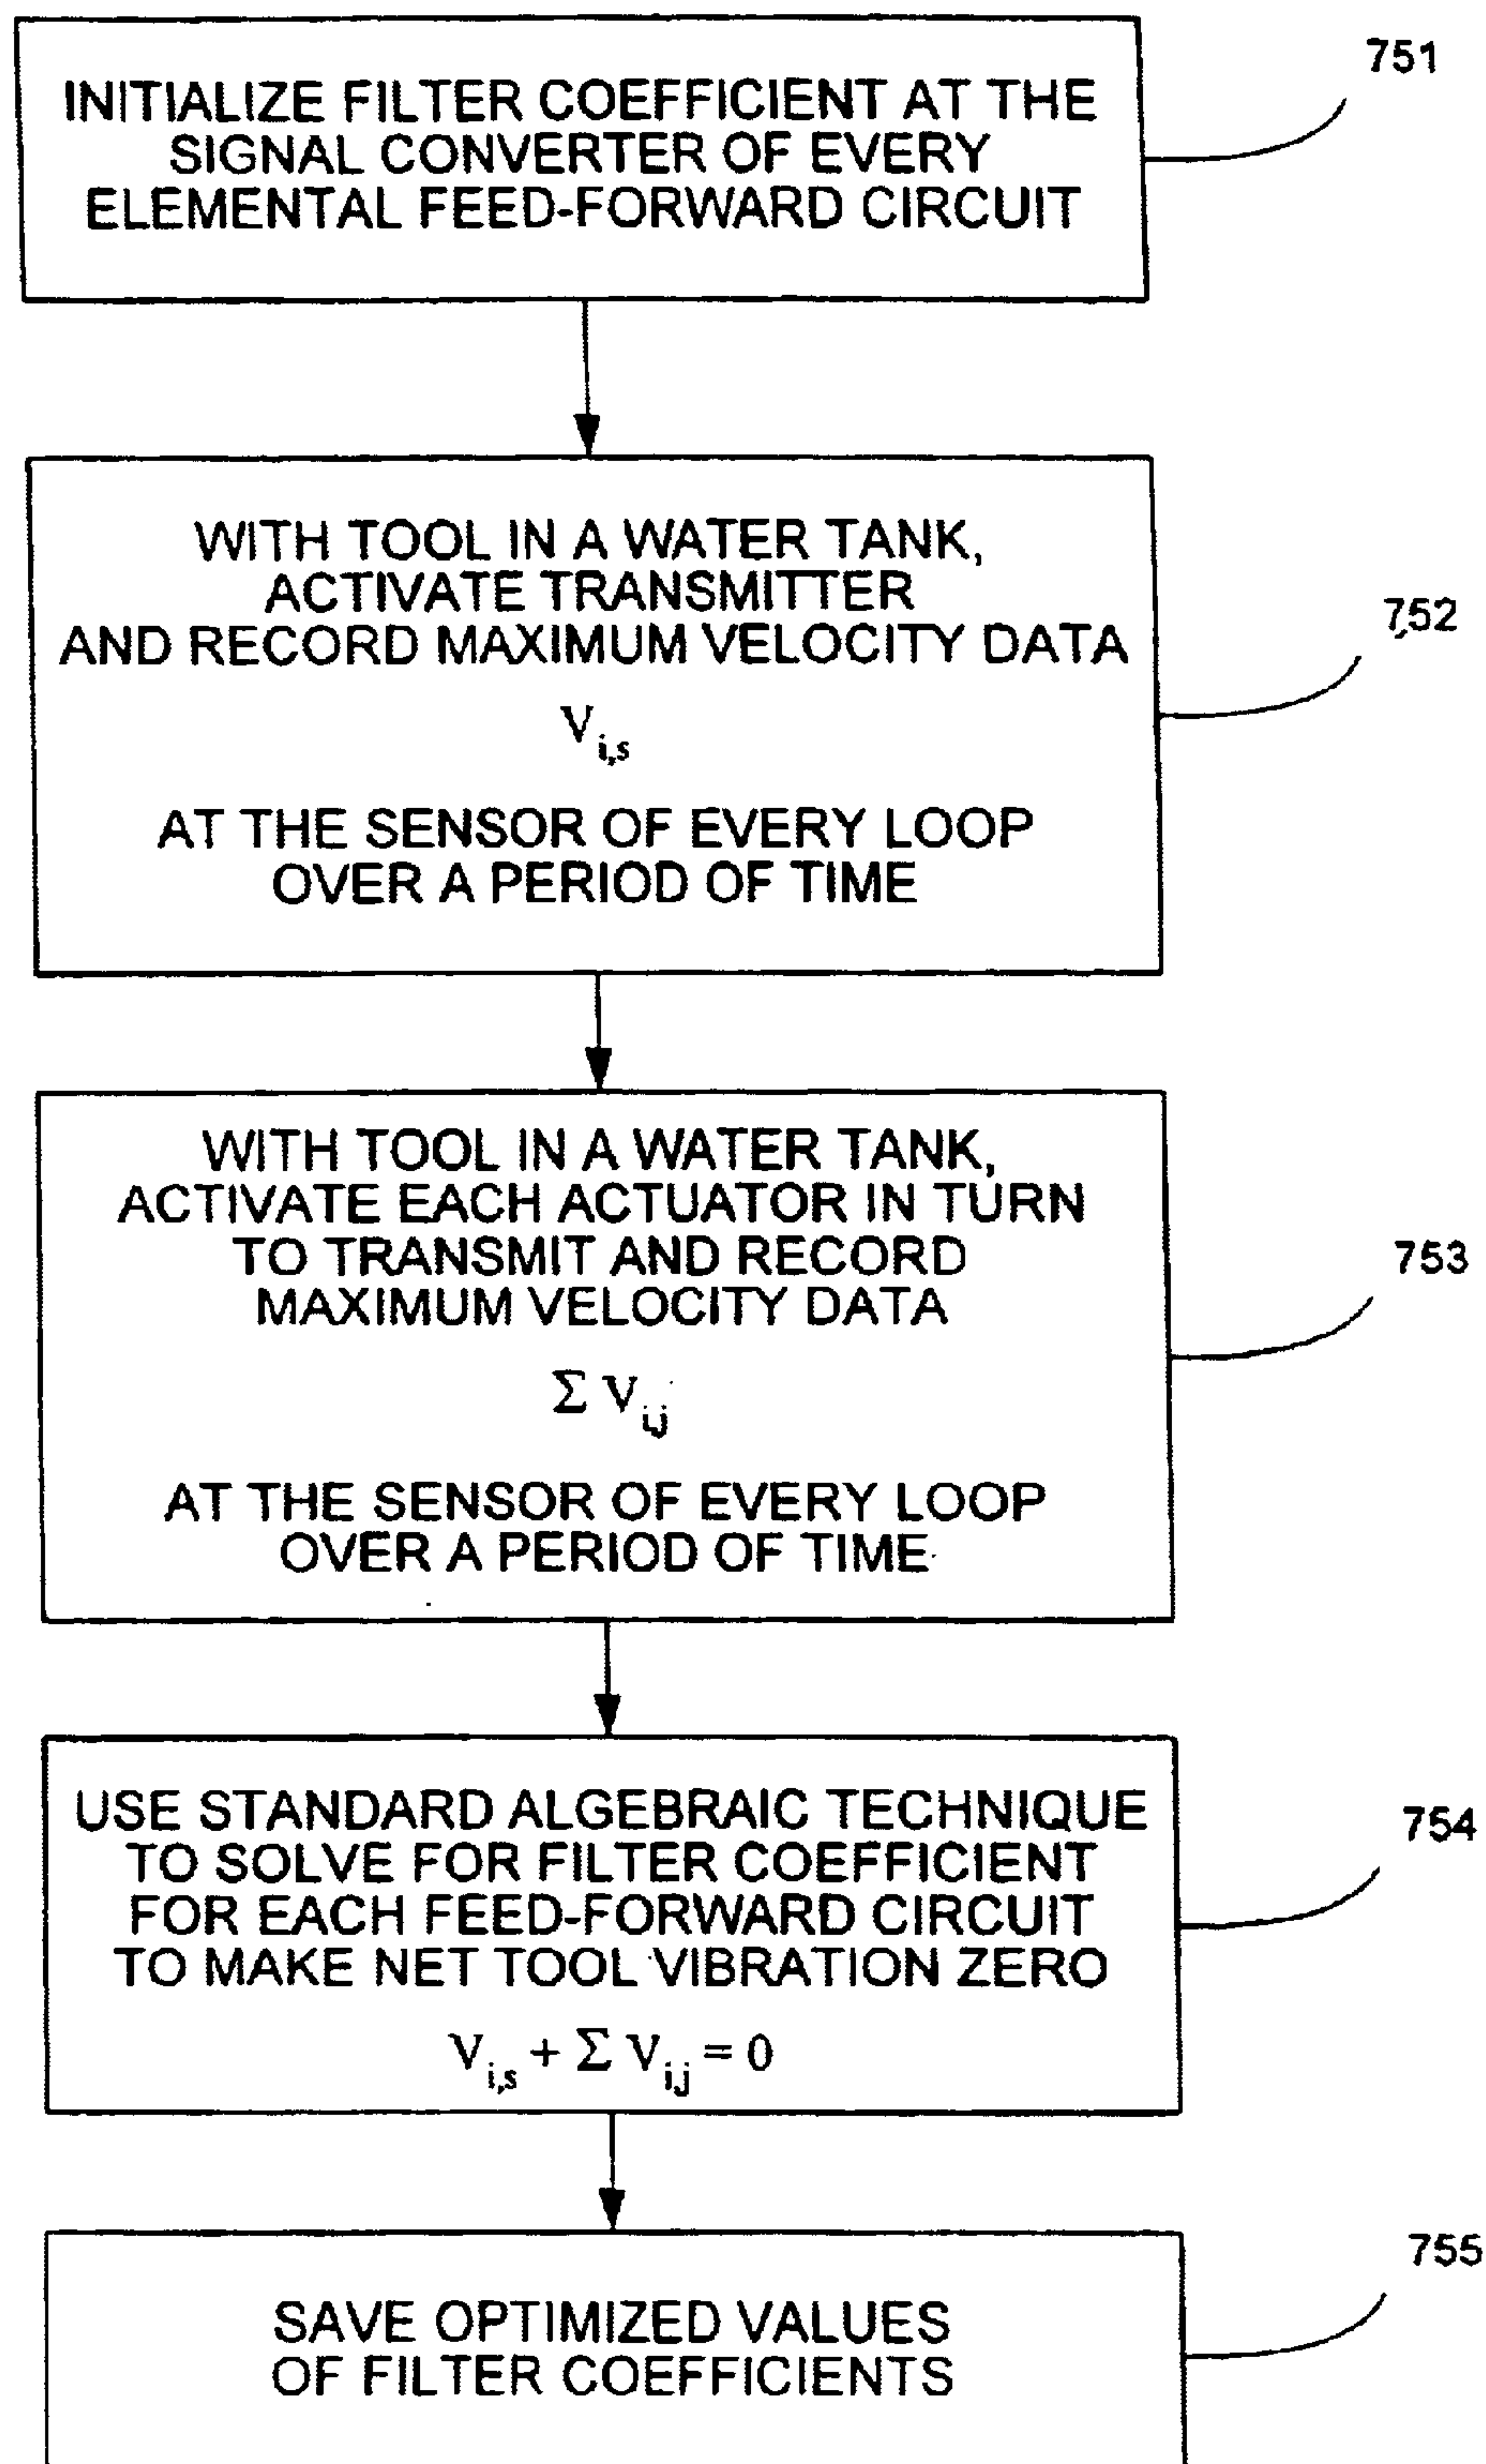 INITIALIZE FILTER COEFFICIENT AT THE
SIGNAL CONVERTER OF EVERY
ELEMENTAL FEED-FORWARD CIRCUIT
751
WITH TOOL IN A WATER TANK,
ACTIVATE TRANSMITTER
AND RECORD MAXIMUM VELOCITY DATA
V i,s
AT THE SENSOR OF EVERY LOOP
OVER A PERIOD OF TIME
752
WITH TOOL IN A WATER TANK,
ACTIVATE EACH ACTUATOR IN TURN
TO TRANSMIT AND RECORD
MAXIMUM VELOCITY DATA
Σ V i,j
AT THE SENSOR OF EVERY LOOP
OVER A PERIOD OF TIME
753
USE STANDARD ALGEBRAIC TECHNIQUE
TO SOLVE FOR FILTER COEFFICIENT
FOR EACH FEED-FORWARD CIRCUIT
TO MAKE NET TOOL VIBRATION ZERO
V i,s + Σ V i,j = 0
754
SAVE OPTIMIZED VALUES
OF FILTER COEFFICIENTS
755